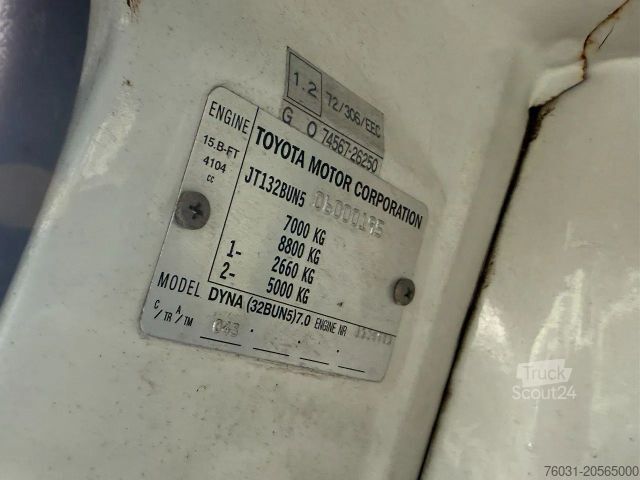 1.2 72/306/EEC
G O 74567-26250
ENGINE TOYOTA MOTOR CORPORATION
15.B-FT JT132BUN5
4104
cc
7000 KG
1- 8800 KG
2- 2660 KG
5000 KG
MODEL DYNA (32BUN5)7.0 ENGINE NR
C/TR A/TM 043
Truck
Scout24
76031-20565000